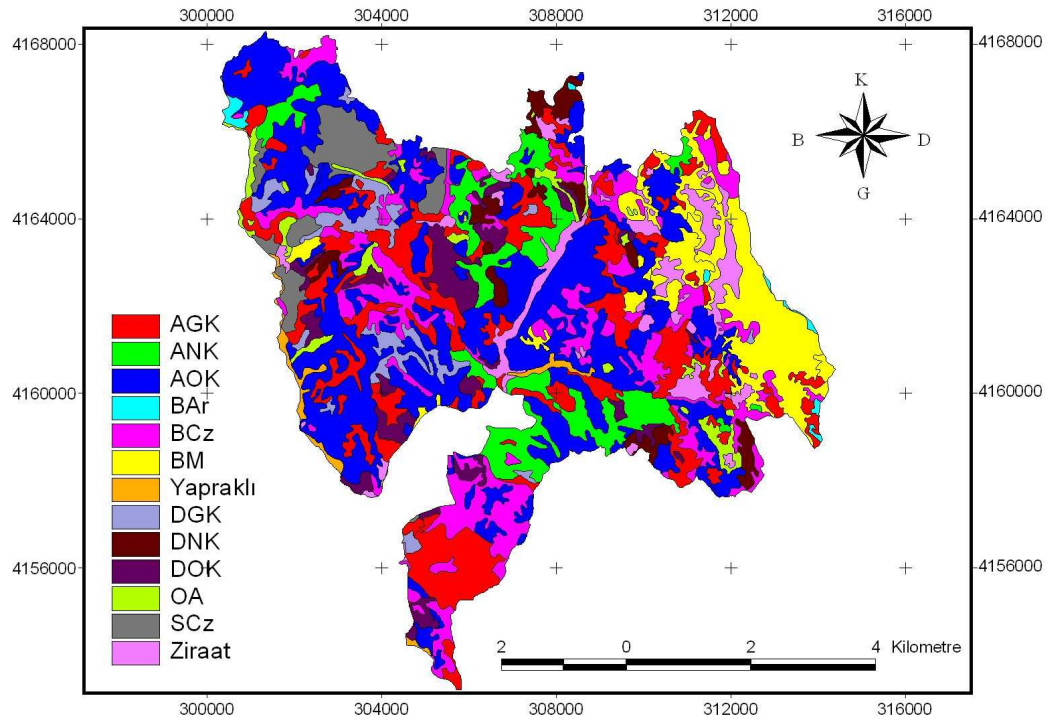 300000 304000 308000 312000 316000
4168000 4168000
K
B D
G
4164000 4164000
AGK
ANK
AOK
BAr
BCz
BM
Yapraklı
DGK
DNK
DOK
OA
SCz
Ziraat
4160000 4160000
4156000 4156000
2 0 2 4 Kilometre
300000 304000 308000 312000 316000